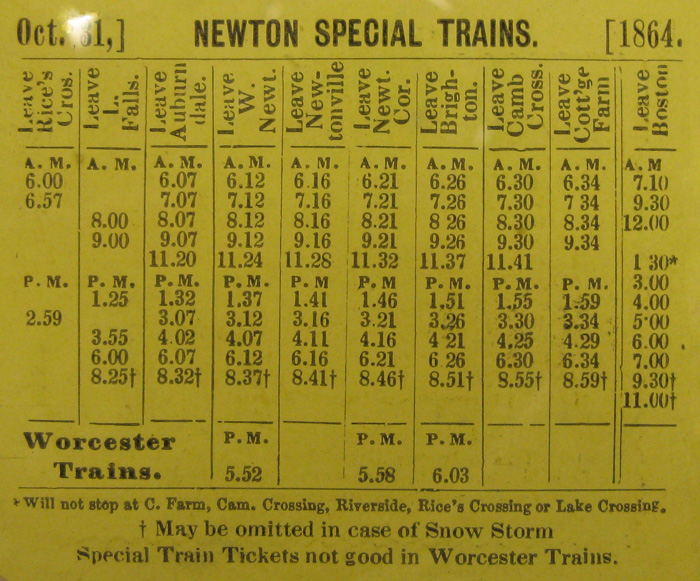 Oct. 31,] NEWTON SPECIAL TRAINS. [1864.
Leave Rice's Cros. Leave L. Falls. Leave Auburn dale. Leave W. Newt. Leave New- tonville Leave Newt. Cor. Leave Brigh- ton. Leave Camb Cross. Leave Cott'ge Farm Leave Boston
A. M. A. M. A. M. A. M. A. M. A. M. A. M. A. M. A. M. A. M
6.00 6.07 6.12 6.16 6.21 6.26 6.30 6.34 7.10
6.57 7.07 7.12 7.16 7.21 7.26 7.30 7 34 9.30
8.00 8.07 8.12 8.16 8.21 8 26 8.30 8.34 12.00
9.00 9.07 9.12 9.16 9.21 9.26 9.30 9.34
11.20 11.24 11.28 11.32 11.37 11.41 1 30*
P. M. P. M. P. M. P. M. P. M P. M. P. M. P. M. P. M. 3.00
1.25 1.32 1.37 1.41 1.46 1.51 1.55 1.59 4.00
2.59 3.07 3.12 3.16 3.21 3.26 3.30 3.34 5.00
3.55 4.02 4.07 4.11 4.16 4 21 4.25 4.29 6.00
6.00 6.07 6.12 6.16 6.21 6 26 6.30 6.34 7.00
8.25† 8.32† 8.37† 8.41† 8.46† 8.51† 8.55† 8.59† 9.30†
11.00†
Worcester P. M. P. M. P. M.
Trains. 5.52 5.58 6.03
* Will not stop at C. Farm, Cam. Crossing, Riverside, Rice's Crossing or Lake Crossing.
† May be omitted in case of Snow Storm
Special Train Tickets not good in Worcester Trains.